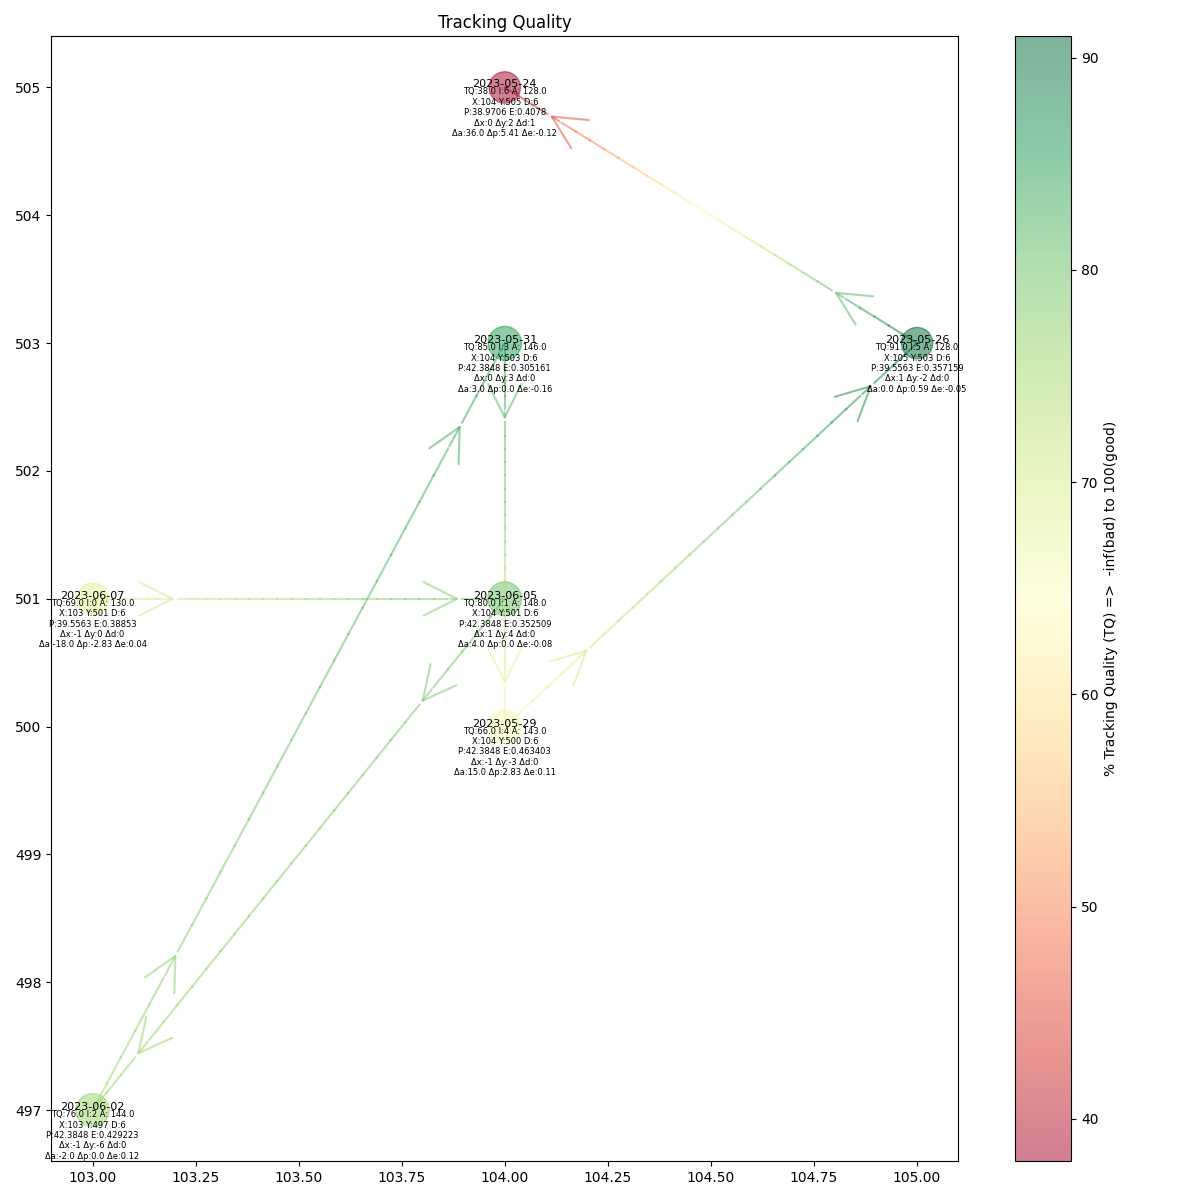 Tracking Quality
505
504
503
502
501
500
499
498
497
2023-05-24
TQ:38.0 I:6 A: 128.0
X:104 Y:505 D:6
P:38.9706 E:0.4078
Δx:0 Δy:2 Δd:1
Δa:36.0 Δp:5.41 Δe:-0.12
2023-05-31
TQ:85.0 I:3 A: 146.0
X:104 Y:503 D:6
P:42.3848 E:0.305161
Δx:0 Δy:3 Δd:0
Δa:3.0 Δp:0.0 Δe:-0.16
2023-05-26
TQ:91.0 I:5 A: 128.0
X:105 Y:503 D:6
P:39.5563 E:0.357159
Δx:1 Δy:-2 Δd:0
Δa:0.0 Δp:0.59 Δe:-0.05
2023-06-07
TQ:69.0 I:0 A: 130.0
X:103 Y:501 D:6
P:39.5563 E:0.38853
Δx:-1 Δy:0 Δd:0
Δa:-18.0 Δp:-2.83 Δe:0.04
2023-06-05
TQ:80.0 I:1 A: 148.0
X:104 Y:501 D:6
P:42.3848 E:0.352509
Δx:1 Δy:4 Δd:0
Δa:4.0 Δp:0.0 Δe:-0.08
2023-05-29
TQ:66.0 I:4 A: 143.0
X:104 Y:500 D:6
P:42.3848 E:0.463403
Δx:-1 Δy:-3 Δd:0
Δa:15.0 Δp:2.83 Δe:0.11
2023-06-02
TQ:76.0 I:2 A: 144.0
X:103 Y:497 D:6
P:42.3848 E:0.429223
Δx:-1 Δy:-6 Δd:0
Δa:-2.0 Δp:0.0 Δe:0.12
103.00 103.25 103.50 103.75 104.00 104.25 104.50 104.75 105.00
90
80
70
60
50
40
% Tracking Quality (TQ) => -inf(bad) to 100(good)